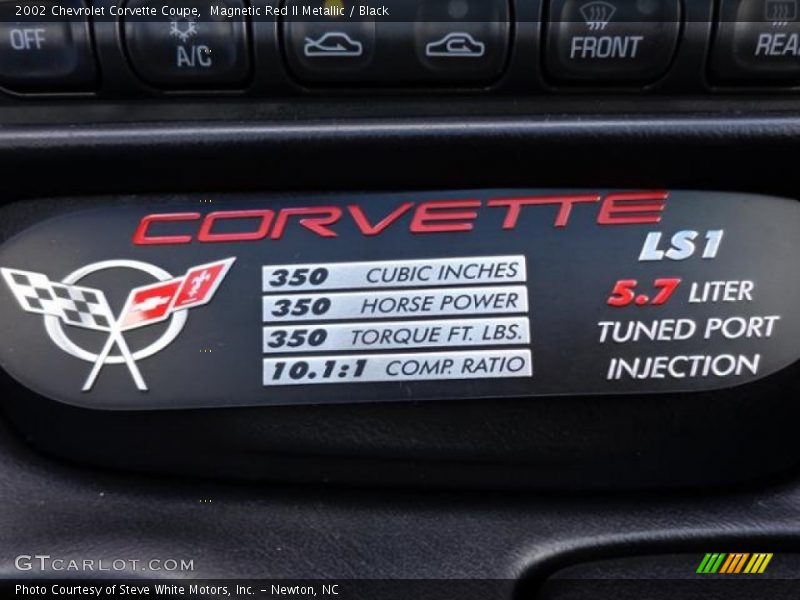 2002 Chevrolet Corvette Coupe, Magnetic Red II Metallic / Black
OFF
A/C
FRONT
REA
CORVETTE
LS1
350 CUBIC INCHES
350 HORSE POWER
350 TORQUE FT. LBS.
10.1:1 COMP. RATIO
5.7 LITER
TUNED PORT
INJECTION
GTCARLOT.COM
Photo Courtesy of Steve White Motors, Inc. – Newton, NC